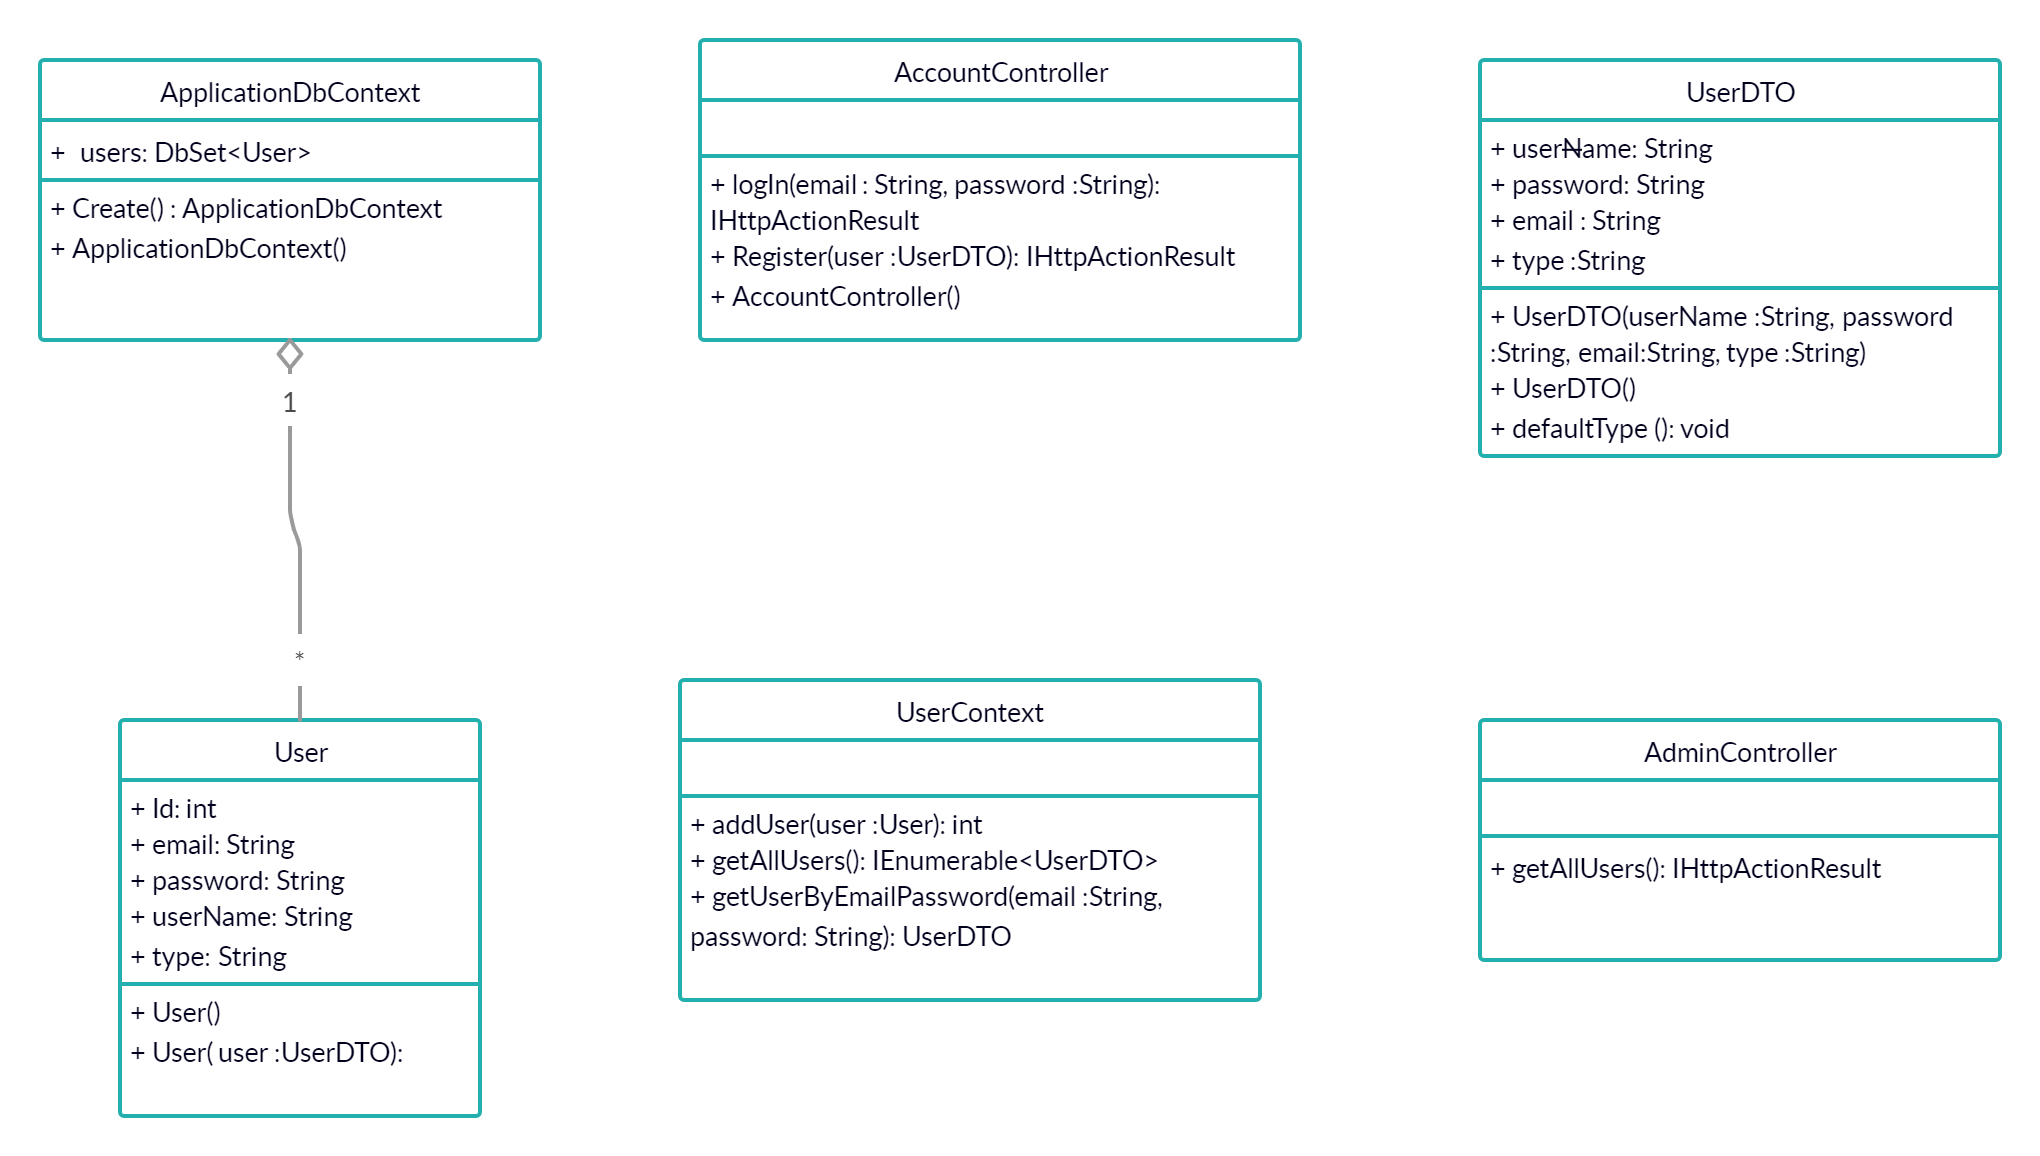 ApplicationDbContext
+ users: DbSet<User>
+ Create() : ApplicationDbContext
+ ApplicationDbContext()
1
*
AccountController
+ logIn(email : String, password :String):
IHttpActionResult
+ Register(user :UserDTO): IHttpActionResult
+ AccountController()
UserDTO
+ userName: String
+ password: String
+ email : String
+ type :String
+ UserDTO(userName :String, password
:String, email:String, type :String)
+ UserDTO()
+ defaultType (): void
User
+ Id: int
+ email: String
+ password: String
+ userName: String
+ type: String
+ User()
+ User( user :UserDTO):
UserContext
+ addUser(user :User): int
+ getAllUsers(): IEnumerable<UserDTO>
+ getUserByEmailPassword(email :String,
password: String): UserDTO
AdminController
+ getAllUsers(): IHttpActionResult